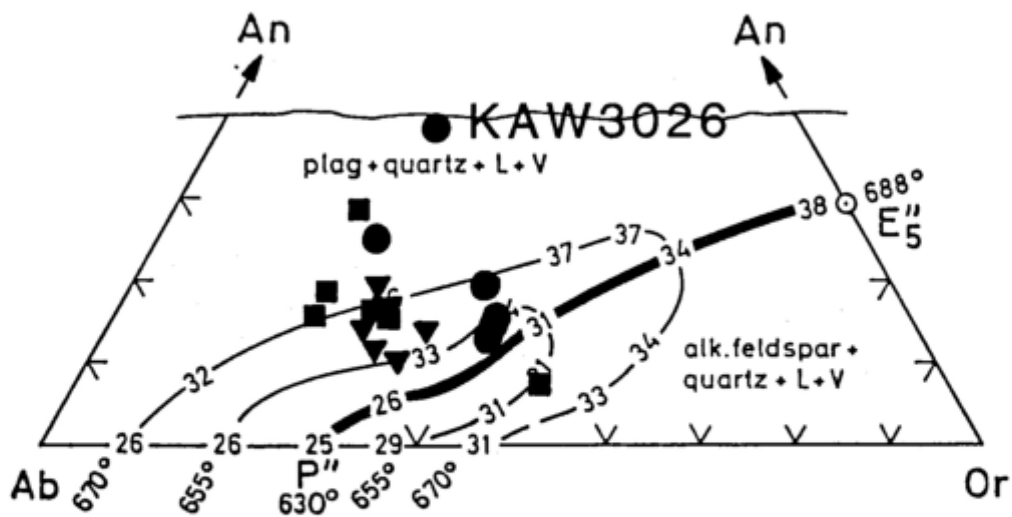 An An
KAW3026
plag+quartz+L+V
688°
38
E"5
37 37
34
31
33
32
34
alk.feldspar+
quartz+L+V
26
31 33
26 26 25 29 31
Ab P" Or
670° 655° 630° 655° 670°